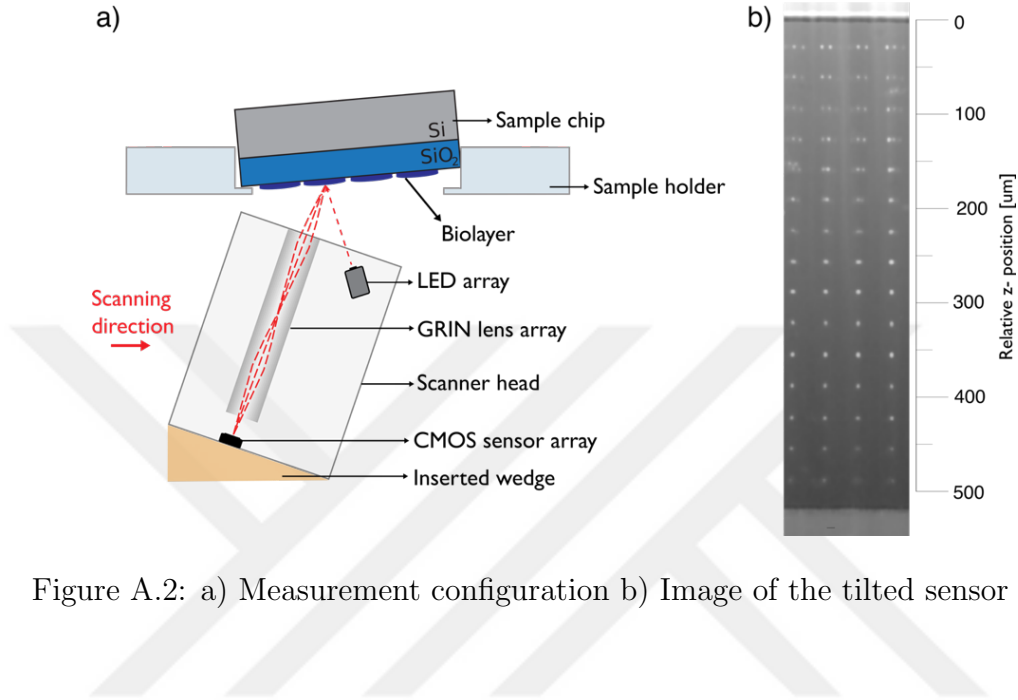 a)
Si
SiO2
Sample chip
Sample holder
Biolayer
LED array
Scanning
direction
GRIN lens array
Scanner head
CMOS sensor array
Inserted wedge
b)
0
100
200
300
400
500
Relative z- position [um]
Figure A.2: a) Measurement configuration b) Image of the tilted sensor